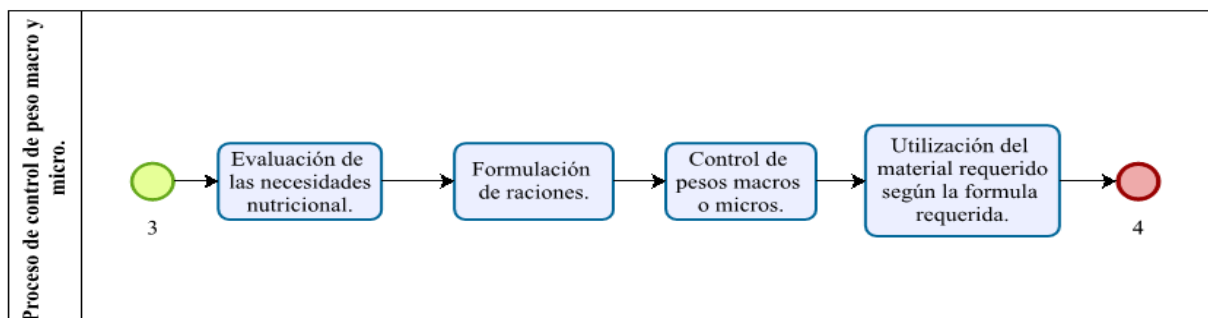 Proceso de control de peso macro y
micro.
3
Evaluación de
las necesidades
nutricional.
Formulación
de raciones.
Control de
pesos macros
o micros.
Utilización del
material requerido
según la formula
requerida.
4